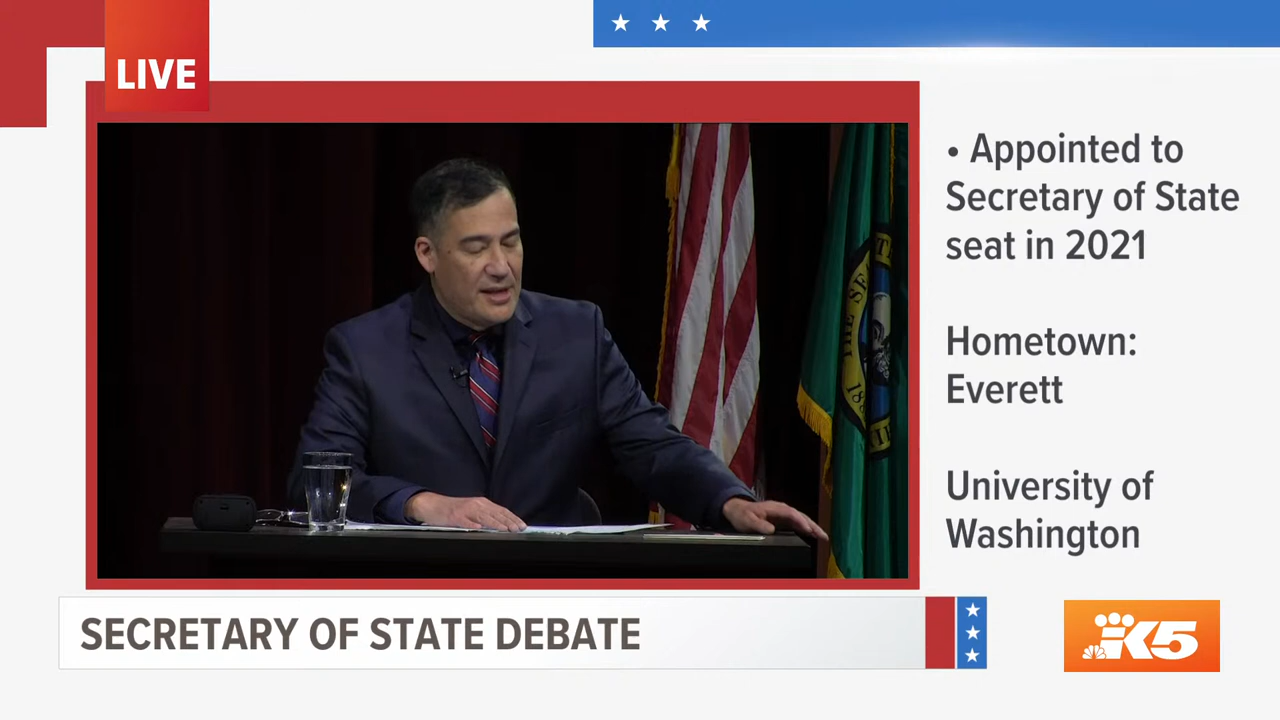 LIVE
• Appointed to
Secretary of State
seat in 2021
Hometown:
Everett
University of
Washington
SECRETARY OF STATE DEBATE
K5